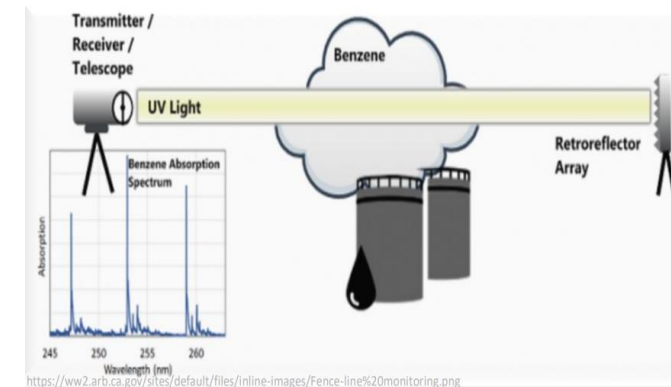 Transmitter /
Receiver /
Telescope
Benzene
UV Light
Retroreflector
Array
Benzene Absorption
Spectrum
Absorption
245 250 255 260
Wavelength (nm)
https://ww2.arb.ca.gov/sites/default/files/inline-images/Fence-line%20monitoring.png